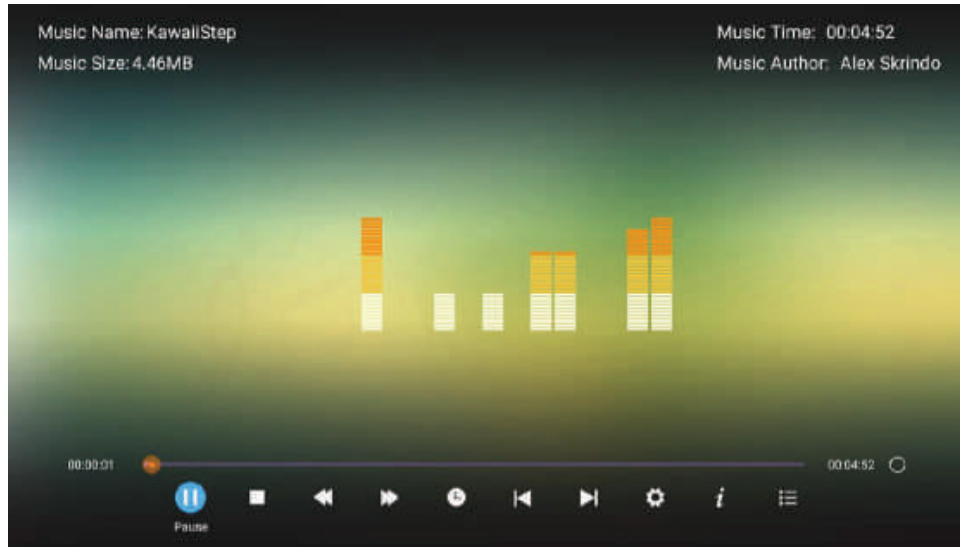 Music Name: KawaiiStep
Music Size: 4.46MB
Music Time: 00:04:52
Music Author: Alex Skrindo
00:00:01
00:04:52
Pause